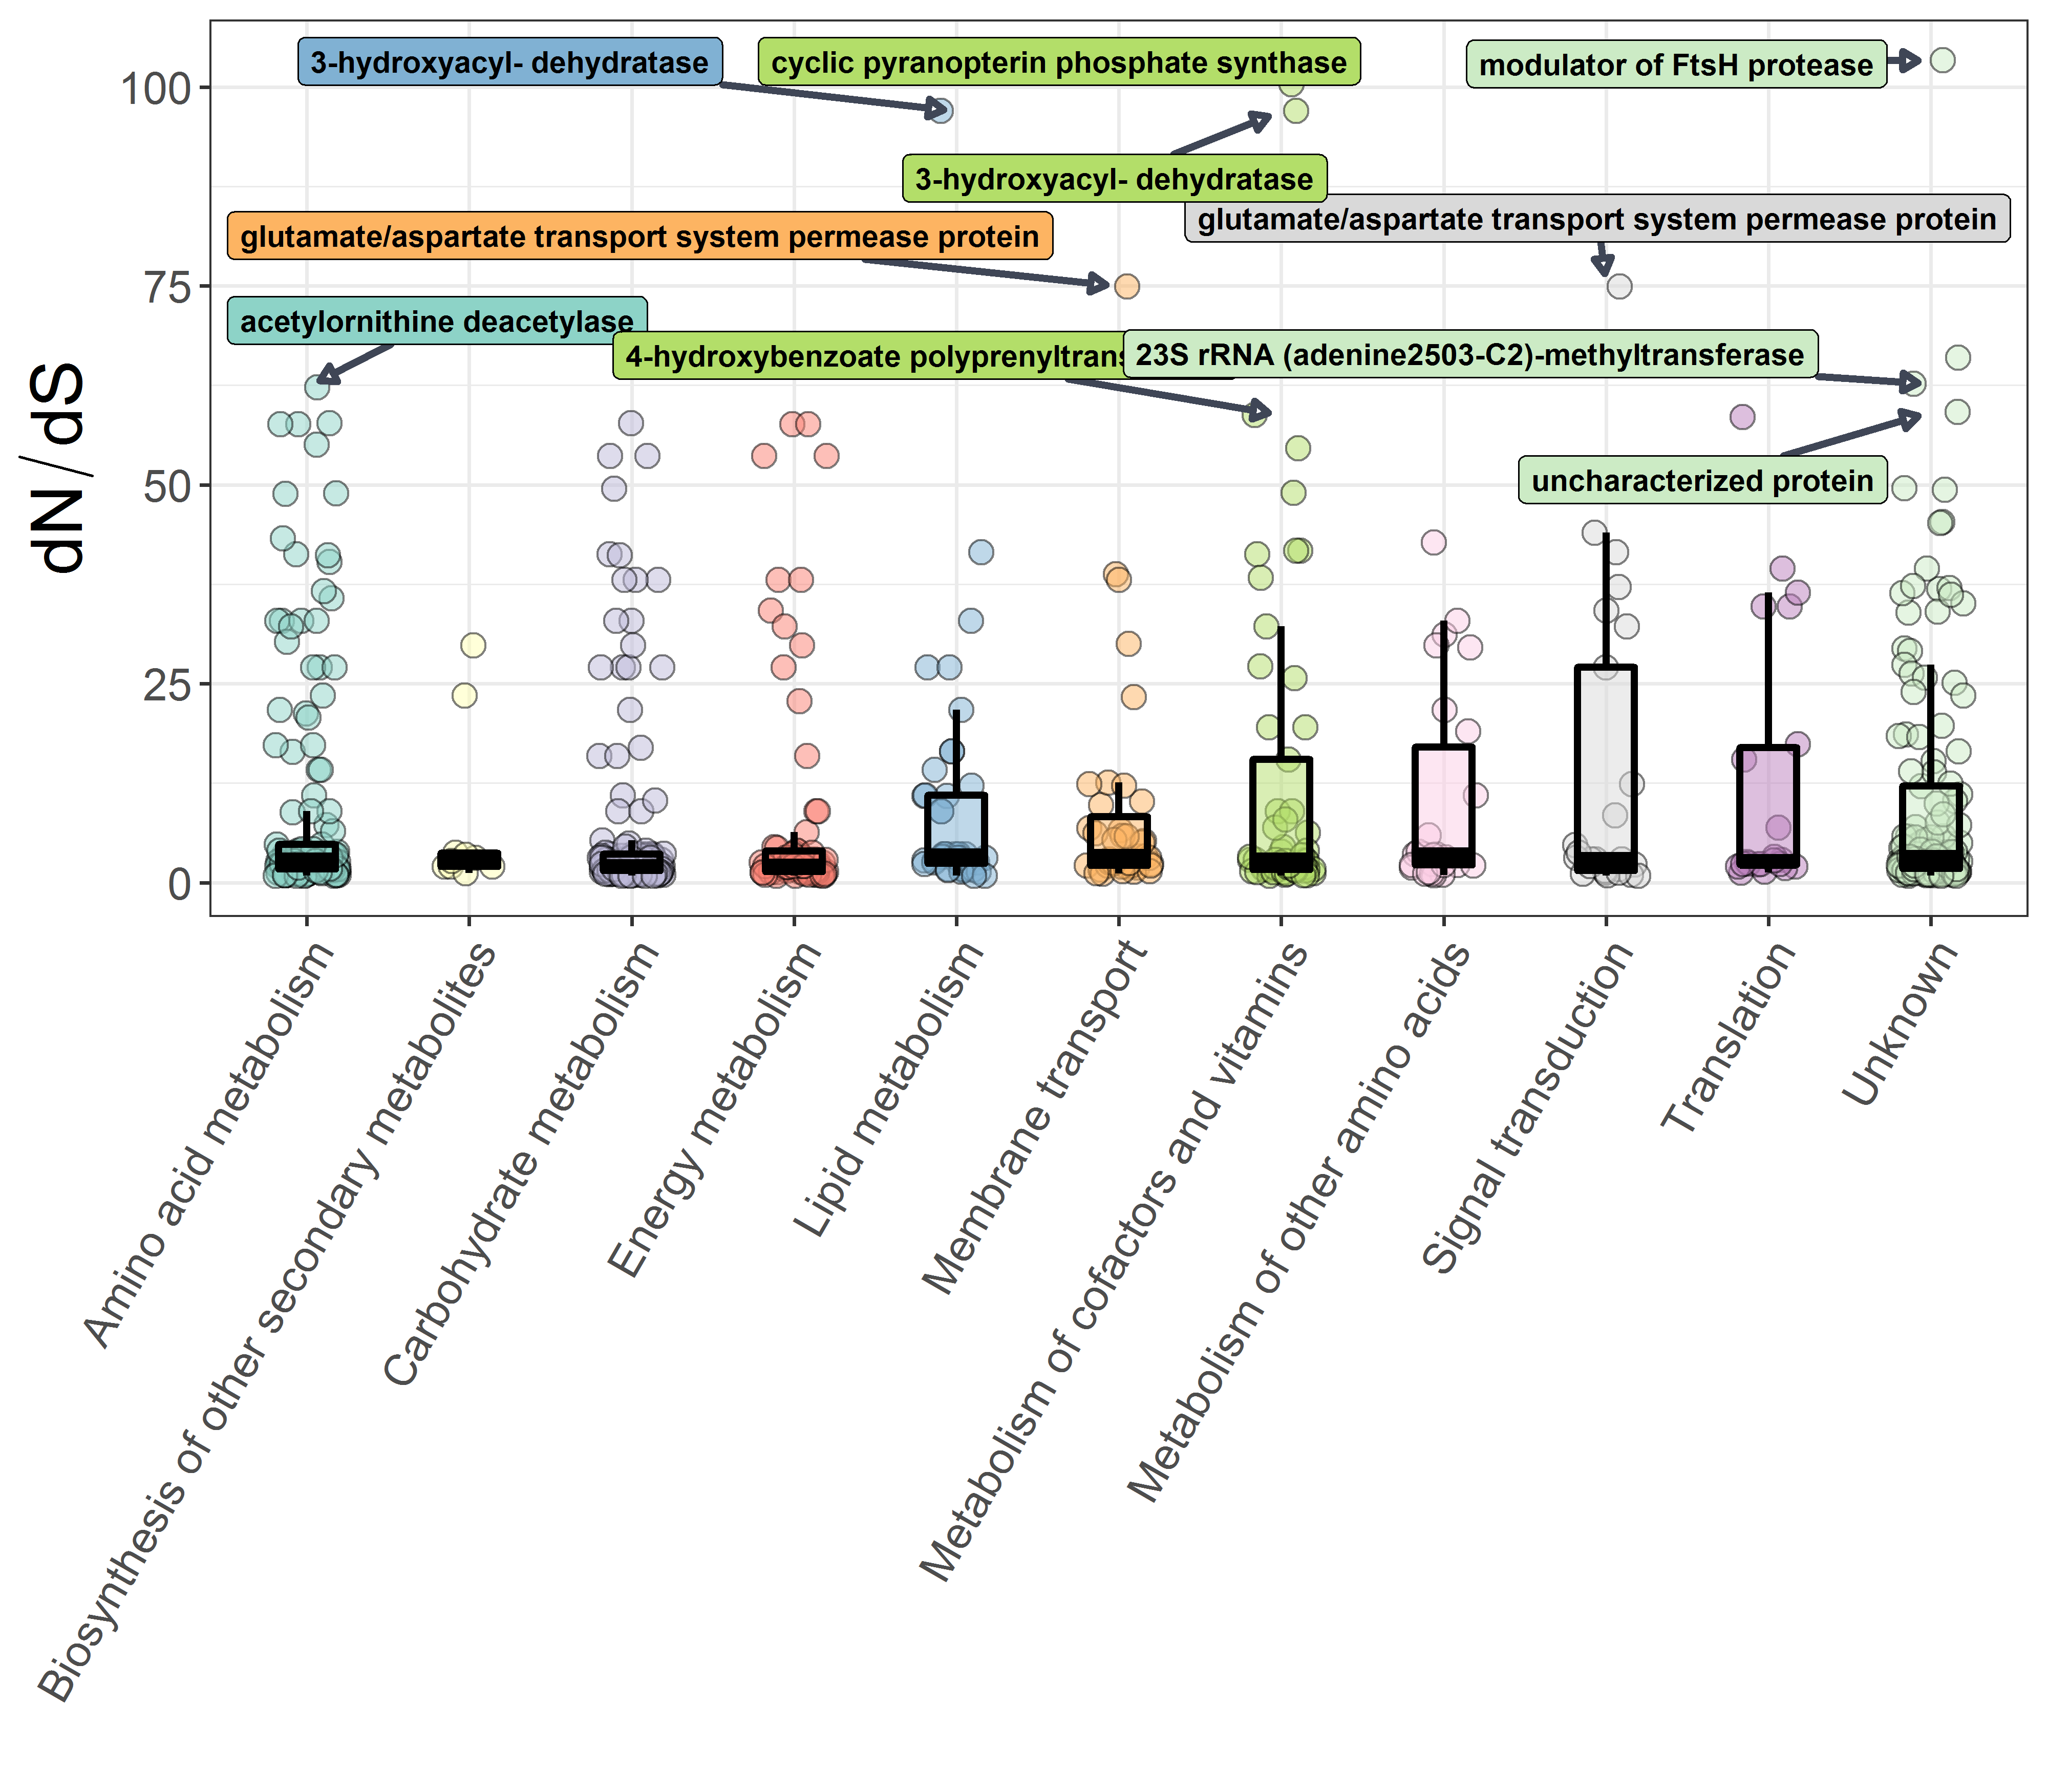 3-hydroxyacyl- dehydratase
cyclic pyranopterin phosphate synthase
modulator of FtsH protease
3-hydroxyacyl- dehydratase
glutamate/aspartate transport system permease protein
glutamate/aspartate transport system permease protein
acetylornithine deacetylase
4-hydroxybenzoate
23S rRNA (adenine2503-C2)-methyltransferase
uncharacterized protein
dN / dS
100
75
50
25
0
Amino acid metabolism
Biosynthesis of other secondary metabolites
Carbohydrate metabolism
Energy metabolism
Lipid metabolism
Membrane transport
Metabolism of cofactors and vitamins
Metabolism of other amino acids
Signal transduction
Translation
Unknown